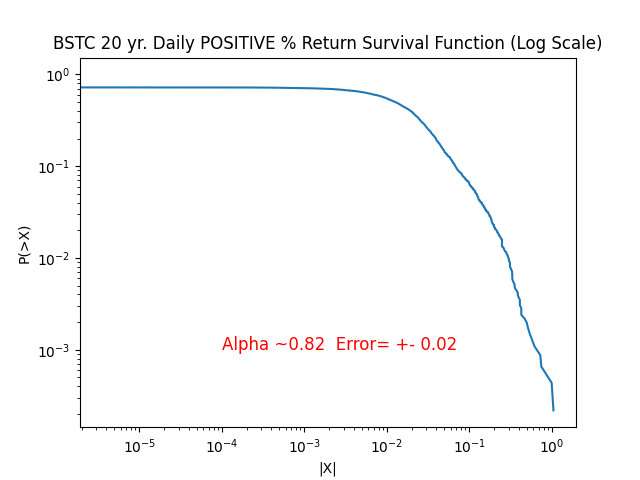 BSTC 20 yr. Daily POSITIVE % Return Survival Function (Log Scale)
10⁰
10⁻¹
10⁻²
10⁻³
P(>X)
Alpha ~0.82  Error= +- 0.02
10⁻⁵ 10⁻⁴ 10⁻³ 10⁻² 10⁻¹ 10⁰
|X|